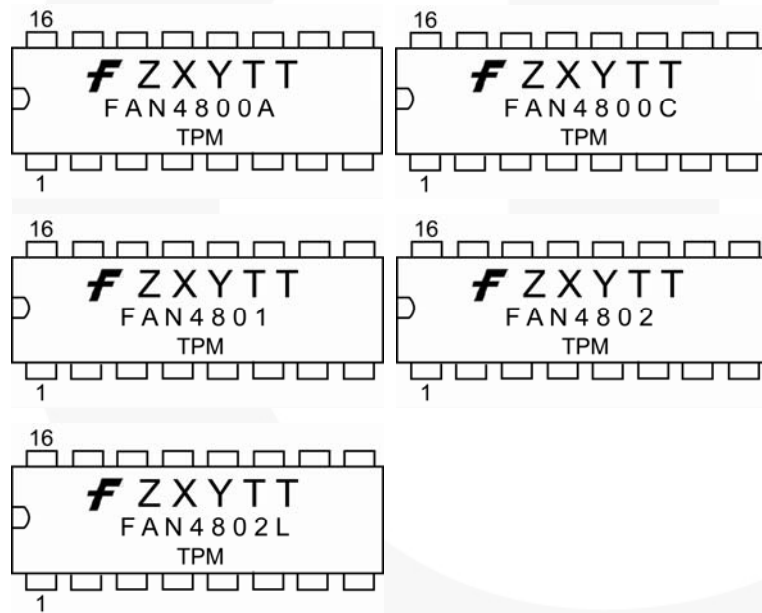 16
ZXYTT
FAN4800A
TPM
1
16
ZXYTT
FAN4800C
TPM
1
16
ZXYTT
FAN4801
TPM
1
16
ZXYTT
FAN4802
TPM
1
16
ZXYTT
FAN4802L
TPM
1